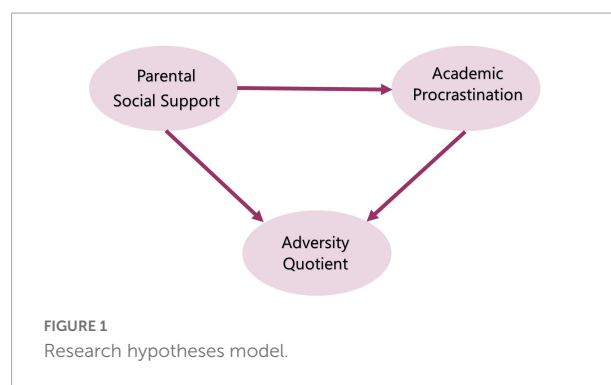 Parental
Social Support
Academic
Procrastination
Adversity
Quotient
FIGURE 1
Research hypotheses model.